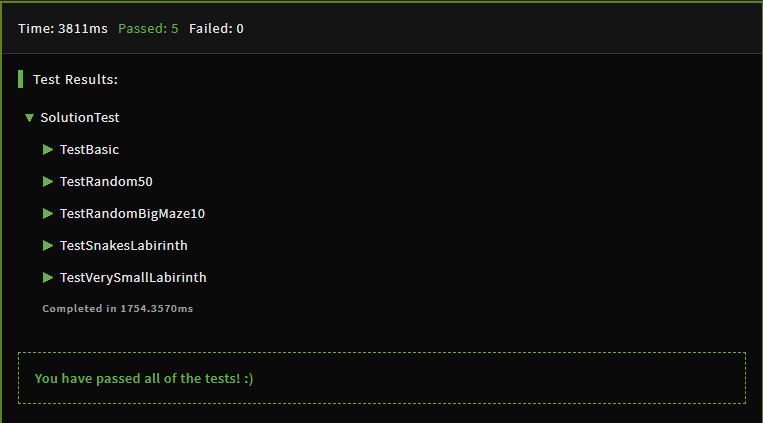 Time: 3811ms Passed: 5 Failed: 0
Test Results:
SolutionTest
TestBasic
TestRandom50
TestRandomBigMaze10
TestSnakesLabirinth
TestVerySmallLabirinth
Completed in 1754.3570ms
You have passed all of the tests! :)